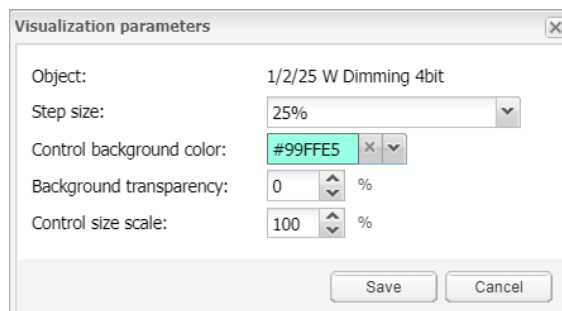 Visualization parameters
Object: 1/2/25 W Dimming 4bit
Step size: 25%
Control background color: #99FFE5
Background transparency: 0 %
Control size scale: 100 %
Save Cancel